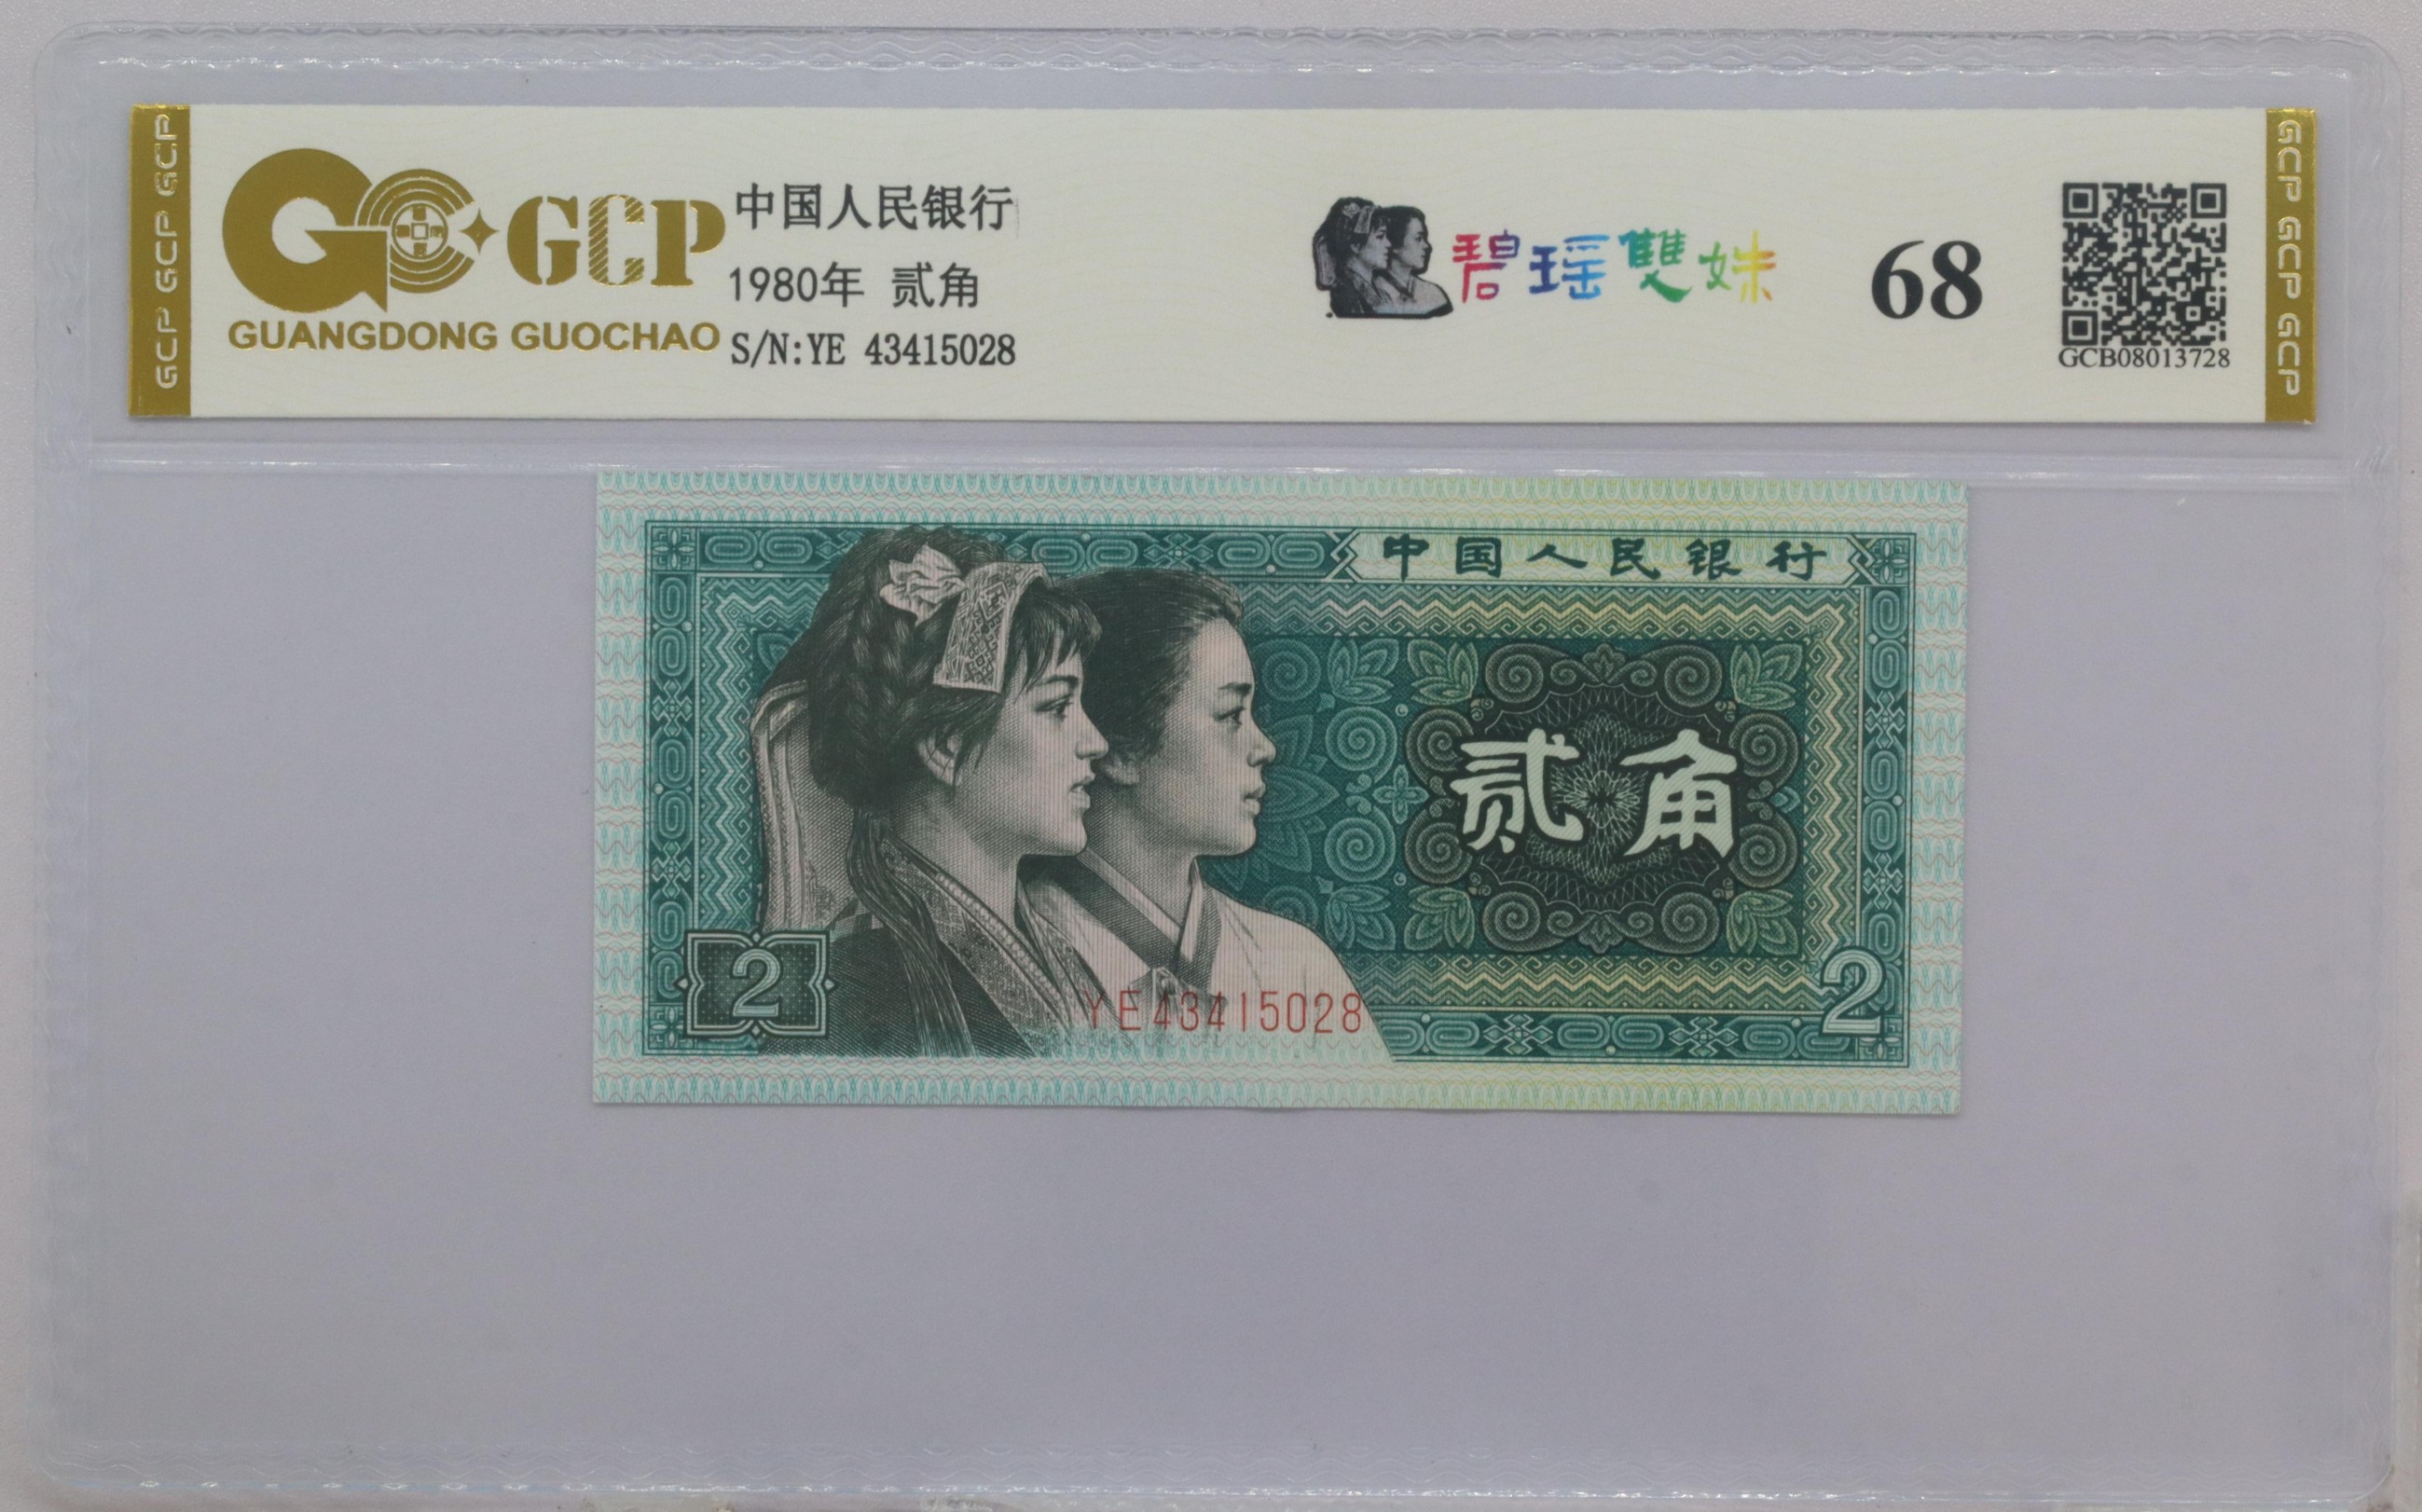 GCP GCP GCP
GCP
GUANGDONG GUOCHAO
中国人民银行
1980年 贰角
S/N:YE 43415028
碧瑶雙姝
68
GCB08013728
GCP GCP GCP
中国人民银行
贰角
2
YE43415028
2